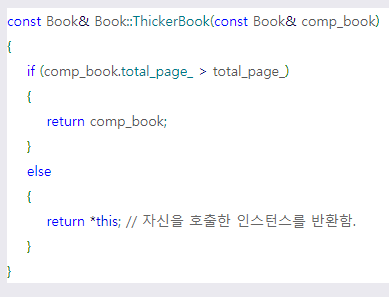 const Book& Book::ThickerBook(const Book& comp_book)
{
if (comp_book.total_page_ > total_page_)
{
return comp_book;
}
else
{
return *this; // 자신을 호출한 인스턴스를 반환함.
}
}